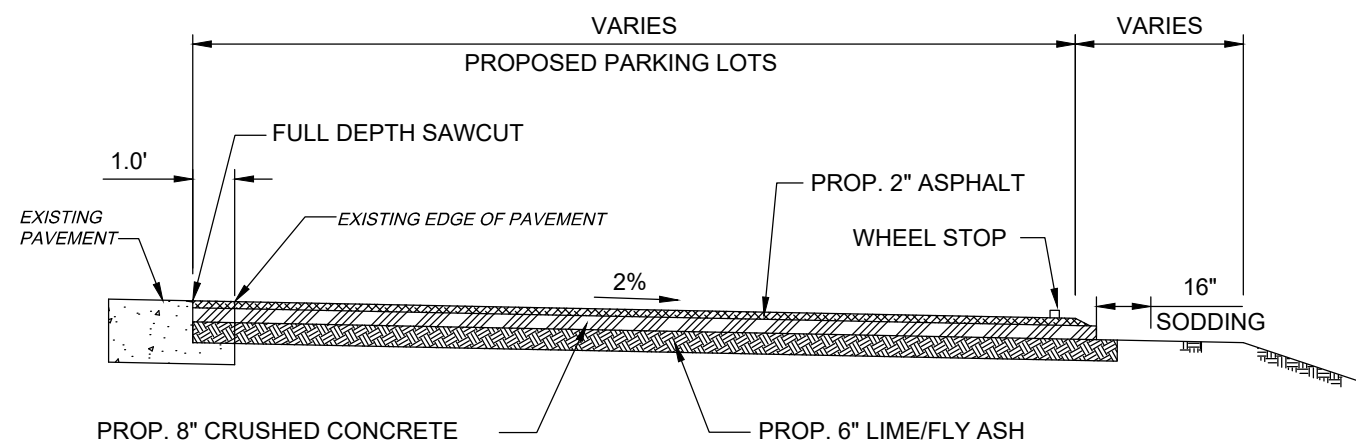 VARIES
VARIES
PROPOSED PARKING LOTS
FULL DEPTH SAWCUT
1.0'
PROP. 2" ASPHALT
EXISTING
PAVEMENT
EXISTING EDGE OF PAVEMENT
WHEEL STOP
2%
16"
SODDING
PROP. 8" CRUSHED CONCRETE
PROP. 6" LIME/FLY ASH